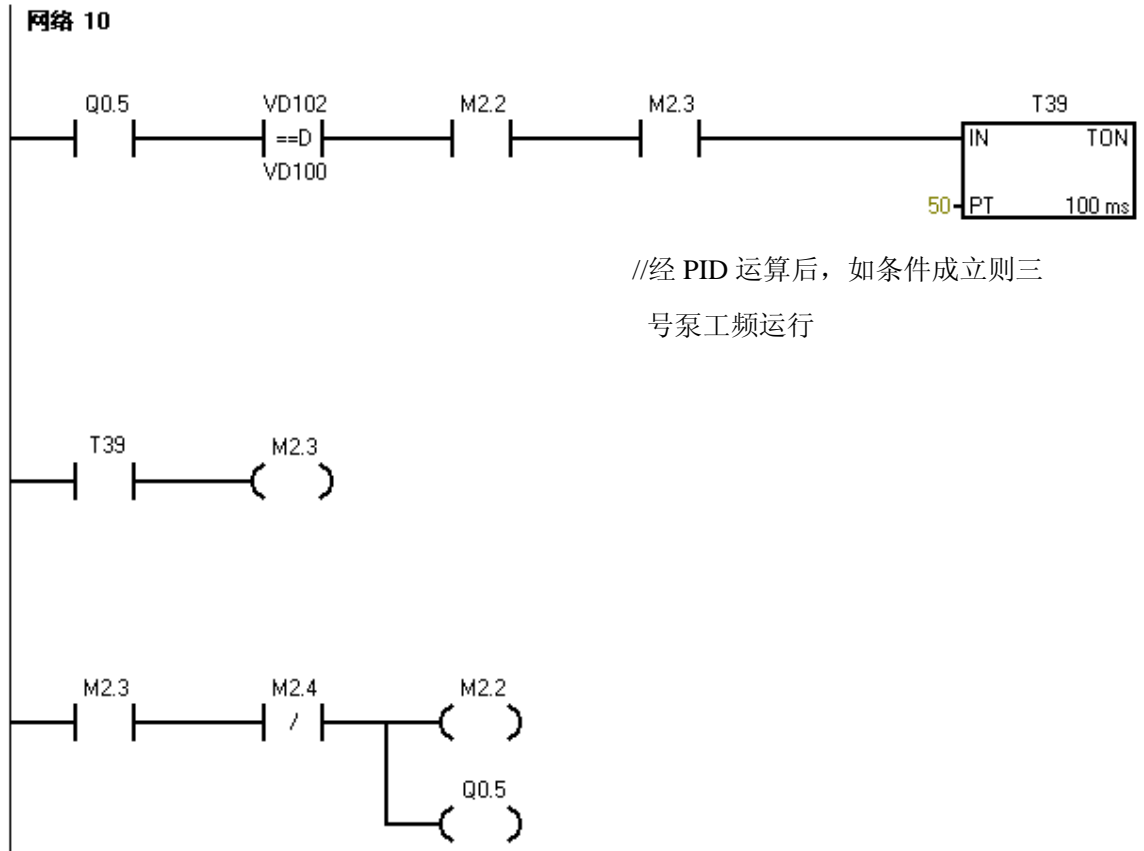 网络 10
Q0.5 VD102 M2.2 M2.3 T39
==D IN TON
VD100
50 PT 100 ms
//经 PID 运算后，如条件成立则三
号泵工频运行
T39 M2.3
M2.3 M2.4 M2.2
/
Q0.5